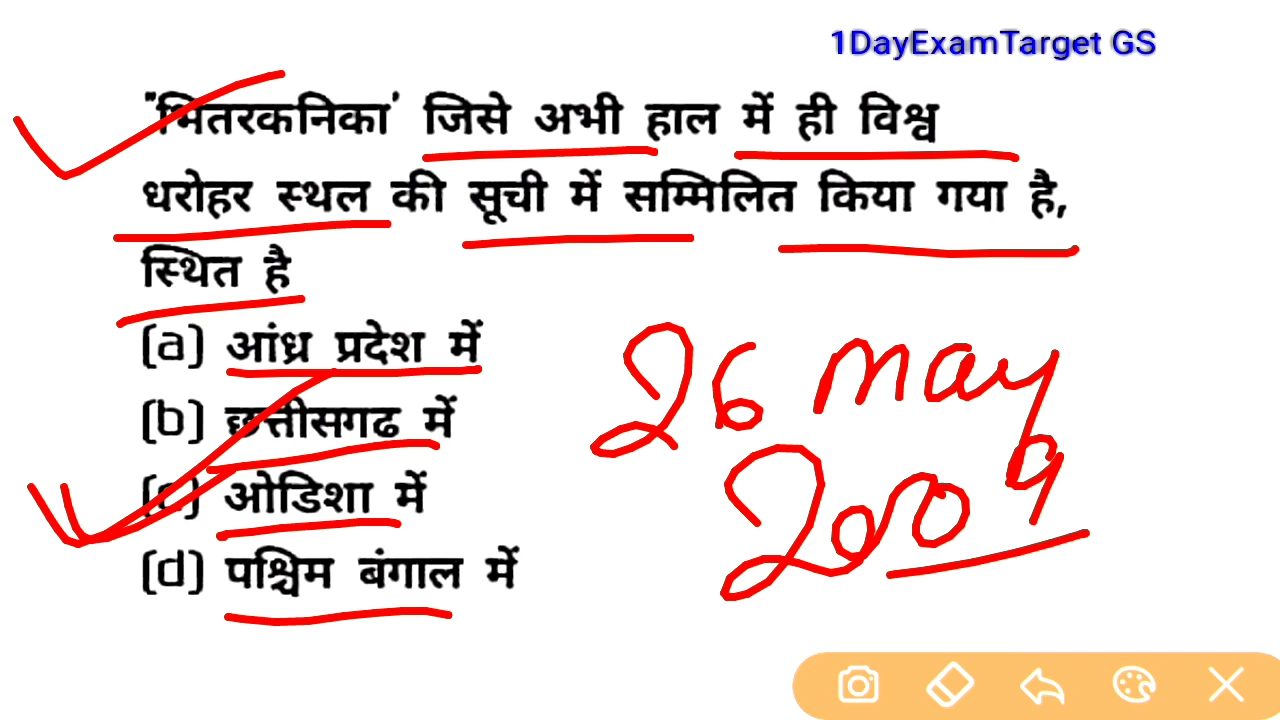 1DayExamTarget GS
"भितरकनिका' जिसे अभी हाल में ही विश्व
धरोहर स्थल की सूची में सम्मिलित किया गया है,
स्थित है
(a) आंध्र प्रदेश में
(b) छत्तीसगढ में
(c) ओडिशा में
(d) पश्चिम बंगाल में
26 may
2009